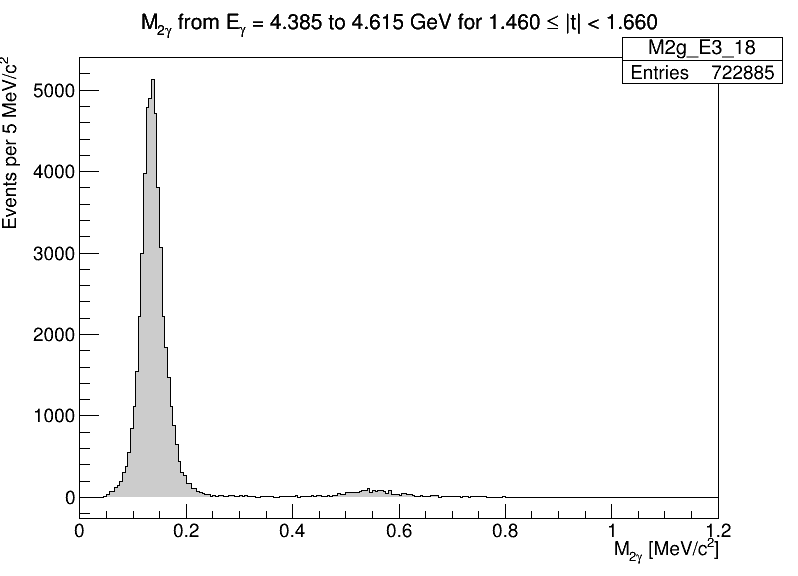 M₂γ from Eγ = 4.385 to 4.615 GeV for 1.460 ≤ |t| < 1.660
M2g_E3_18
Entries 722885
Events per 5 MeV/c²
5000
4000
3000
2000
1000
0
0 0.2 0.4 0.6 0.8 1 1.2
M₂γ [MeV/c²]